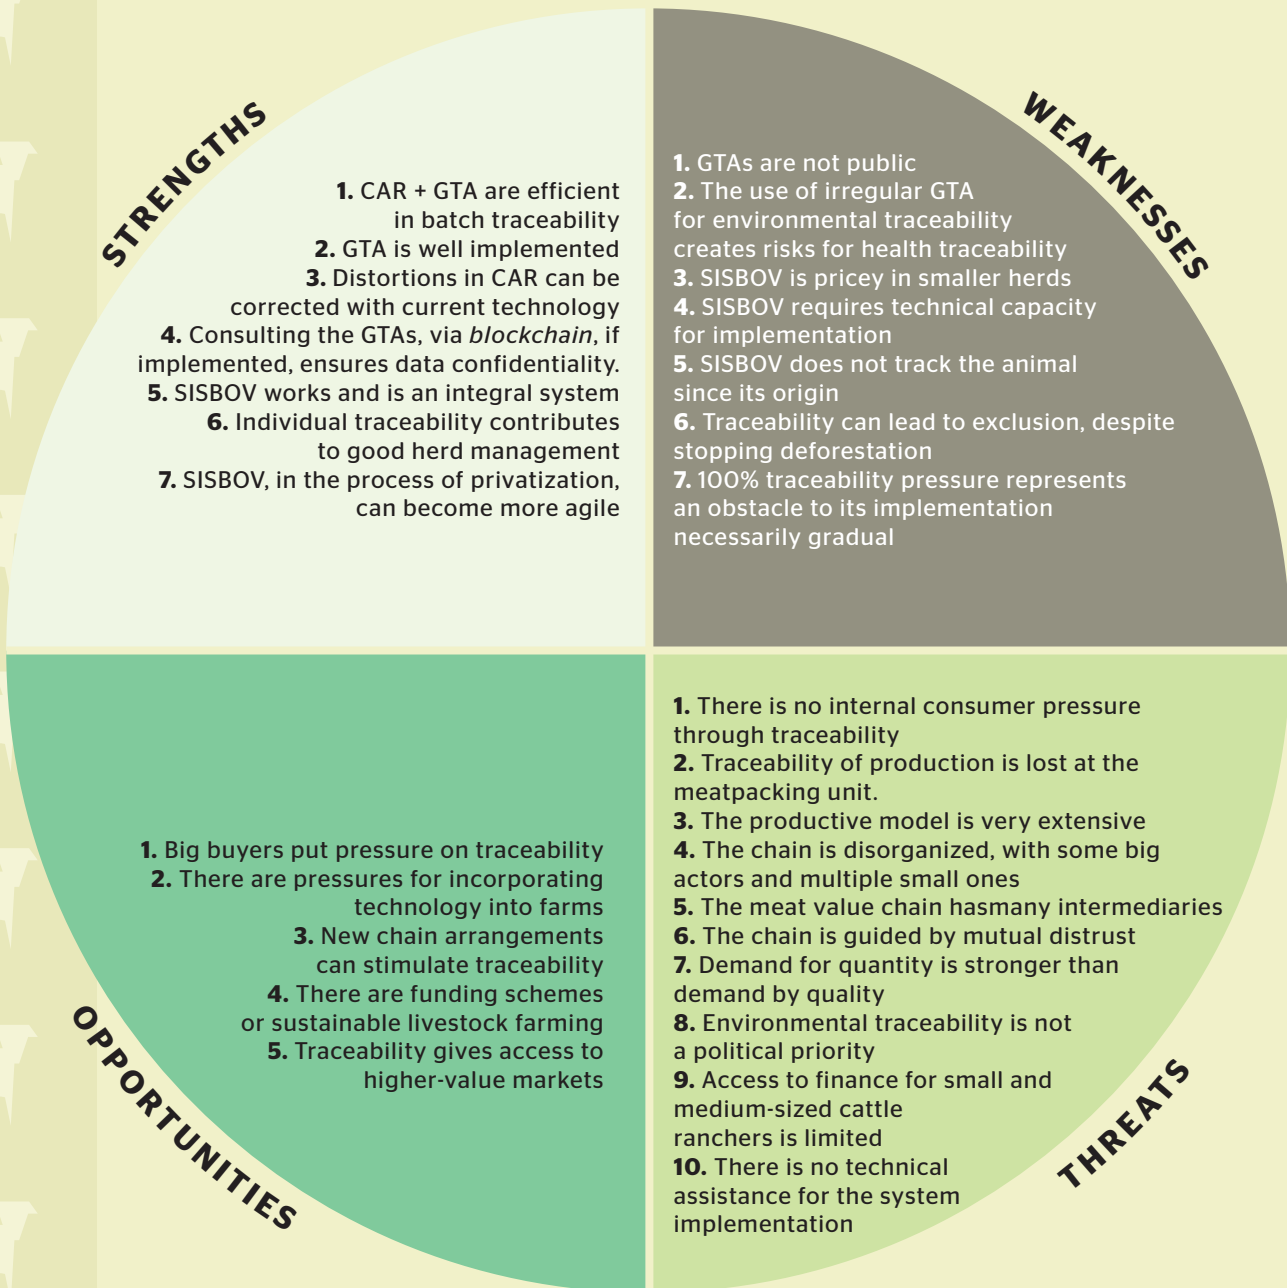 STRENGTHS
1. CAR + GTA are efficient
in batch traceability
2. GTA is well implemented
3. Distortions in CAR can be
corrected with current technology
4. Consulting the GTAs, via blockchain, if
implemented, ensures data confidentiality.
5. SISBOV works and is an integral system
6. Individual traceability contributes
to good herd management
7. SISBOV, in the process of privatization,
can become more agile
WEAKNESSES
1. GTAs are not public
2. The use of irregular GTA
for environmental traceability
creates risks for health traceability
3. SISBOV is pricey in smaller herds
4. SISBOV requires technical capacity
for implementation
5. SISBOV does not track the animal
since its origin
6. Traceability can lead to exclusion, despite
stopping deforestation
7. 100% traceability pressure represents
an obstacle to its implementation
necessarily gradual
OPPORTUNITIES
1. Big buyers put pressure on traceability
2. There are pressures for incorporating
technology into farms
3. New chain arrangements
can stimulate traceability
4. There are funding schemes
or sustainable livestock farming
5. Traceability gives access to
higher-value markets
THREATS
1. There is no internal consumer pressure
through traceability
2. Traceability of production is lost at the
meatpacking unit.
3. The productive model is very extensive
4. The chain is disorganized, with some big
actors and multiple small ones
5. The meat value chain hasmany intermediaries
6. The chain is guided by mutual distrust
7. Demand for quantity is stronger than
demand by quality
8. Environmental traceability is not
a political priority
9. Access to finance for small and
medium-sized cattle
ranchers is limited
10. There is no technical
assistance for the system
implementation